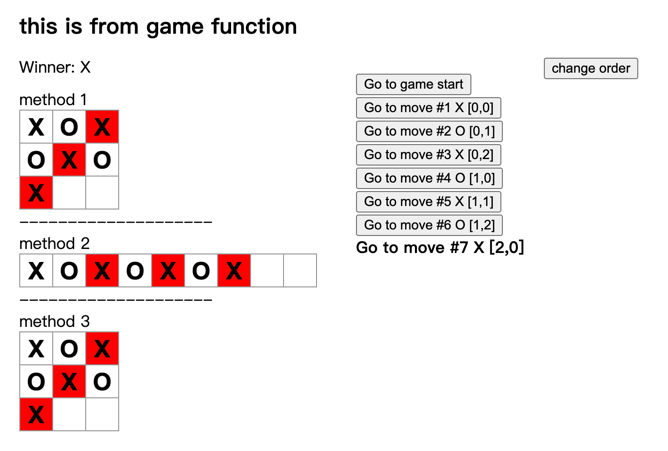 this is from game function
Winner: X
method 1
X O X
O X O
X
----------------------
method 2
X O X O X O X
----------------------
method 3
X O X
O X O
X
change order
Go to game start
Go to move #1 X [0,0]
Go to move #2 O [0,1]
Go to move #3 X [0,2]
Go to move #4 O [1,0]
Go to move #5 X [1,1]
Go to move #6 O [1,2]
Go to move #7 X [2,0]